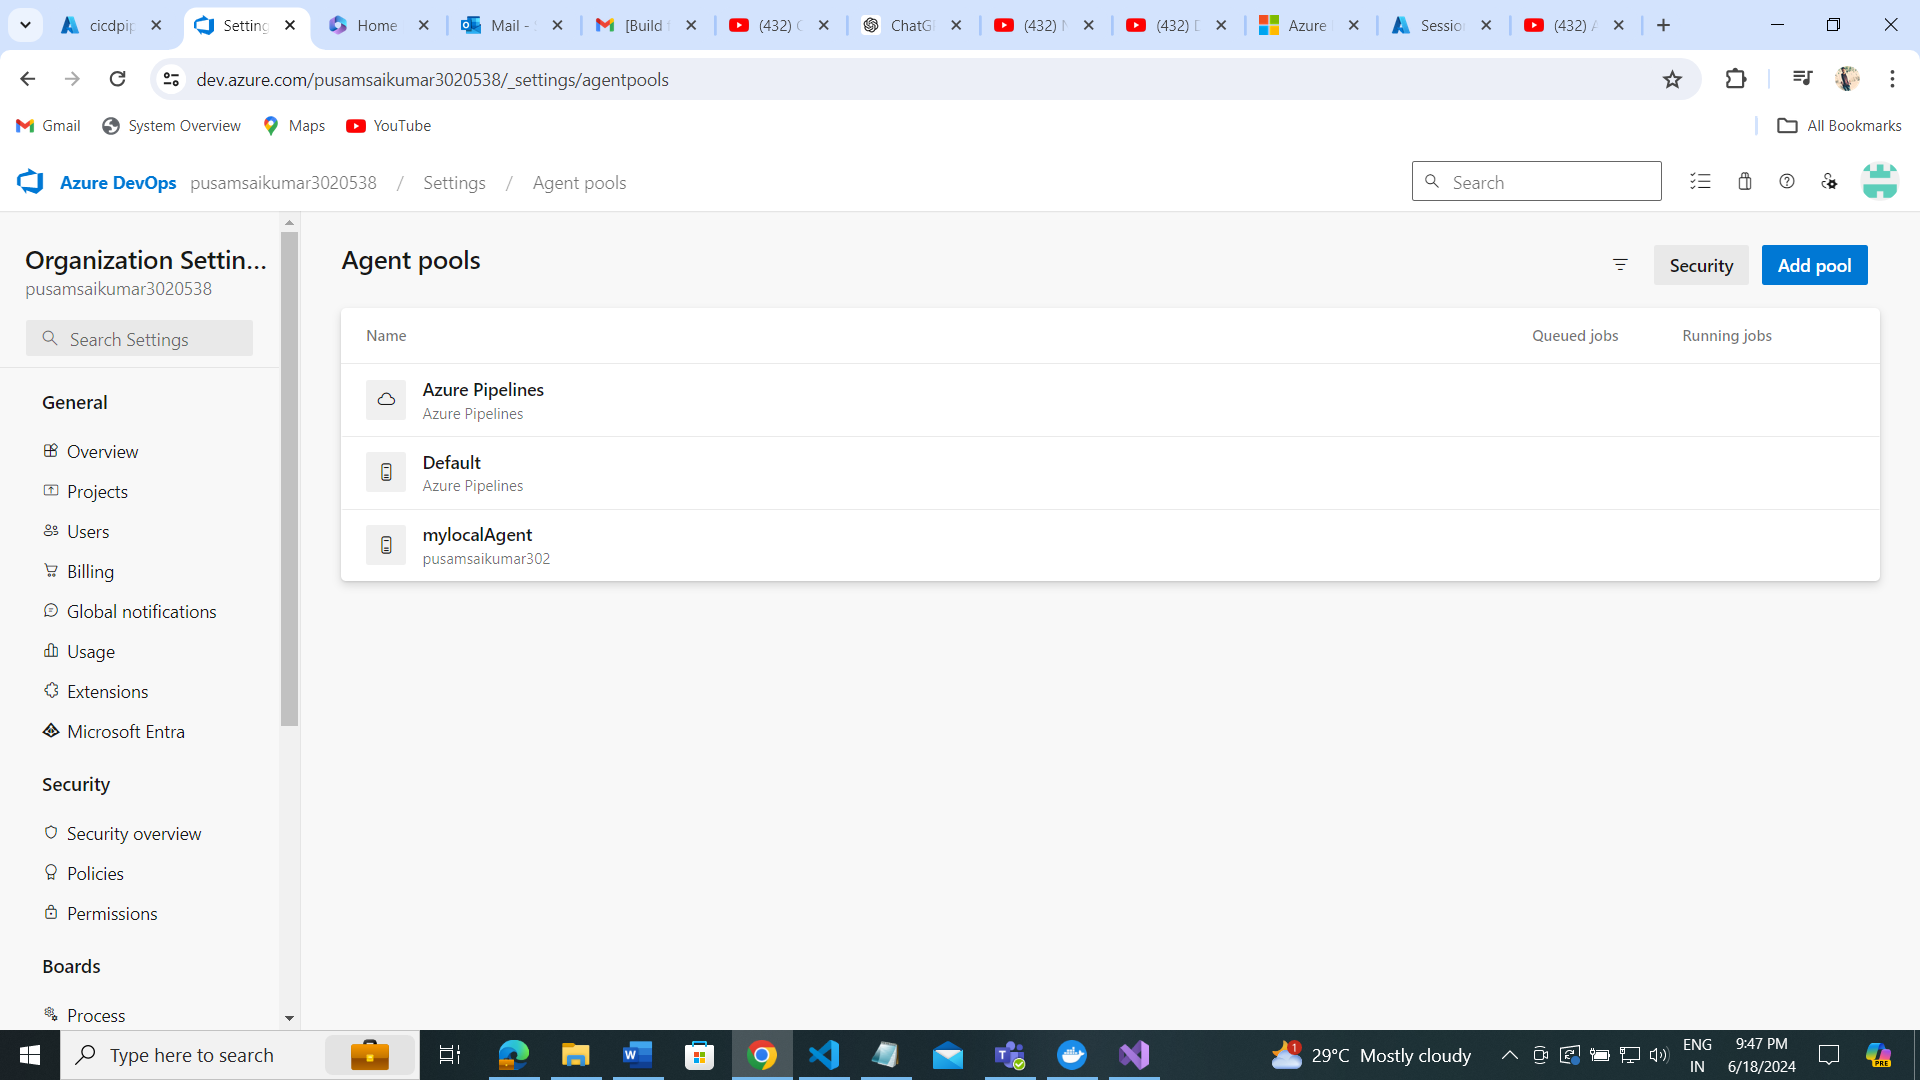 cicdpip
Setting
Home
Mail -
[Build
(432)
ChatG
(432)
(432)
Azure
Sessio
(432)
dev.azure.com/pusamsaikumar3020538/_settings/agentpools
Gmail
System Overview
Maps
YouTube
All Bookmarks
Azure DevOps pusamsaikumar3020538 / Settings / Agent pools
Search
Organization Settin...
pusamsaikumar3020538
Search Settings
General
Overview
Projects
Users
Billing
Global notifications
Usage
Extensions
Microsoft Entra
Security
Security overview
Policies
Permissions
Boards
Process
Agent pools
Security
Add pool
Name Queued jobs Running jobs
Azure Pipelines
Azure Pipelines
Default
Azure Pipelines
mylocalAgent
pusamsaikumar302
Type here to search
1
29°C Mostly cloudy
ENG
IN
9:47 PM
6/18/2024
PRE